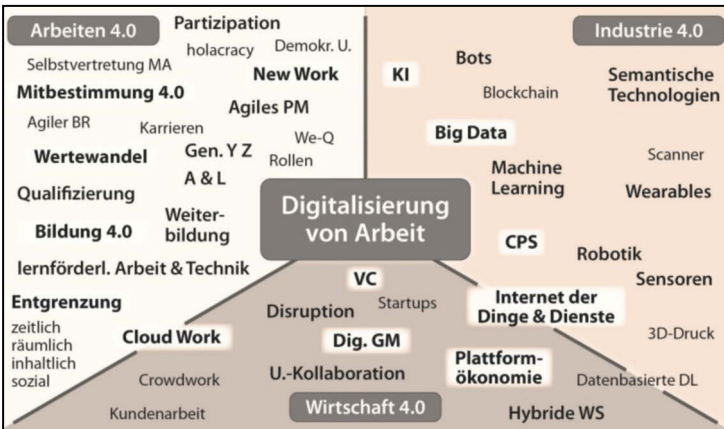 Arbeiten 4.0
Partizipation
holacracy
Demokr. U.
Selbstvertretung MA
New Work
Mitbestimmung 4.0
Agiles PM
Agiler BR
Karrieren
We-Q
Wertewandel
Gen. Y Z
Rollen
A & L
Qualifizierung
Weiter-
bildung
Bildung 4.0
lernförderl. Arbeit & Technik
Entgrenzung
zeitlich
räumlich
inhaltlich
sozial
Digitalisierung
von Arbeit
Industrie 4.0
KI
Bots
Semantische
Technologien
Blockchain
Big Data
Scanner
Machine
Learning
Wearables
CPS
Robotik
Sensoren
Internet der
Dinge & Dienste
3D-Druck
Datenbasierte DL
VC
Disruption
Startups
Cloud Work
Dig. GM
Plattform-
ökonomie
U.-Kollaboration
Crowdwork
Kundenarbeit
Wirtschaft 4.0
Hybride WS